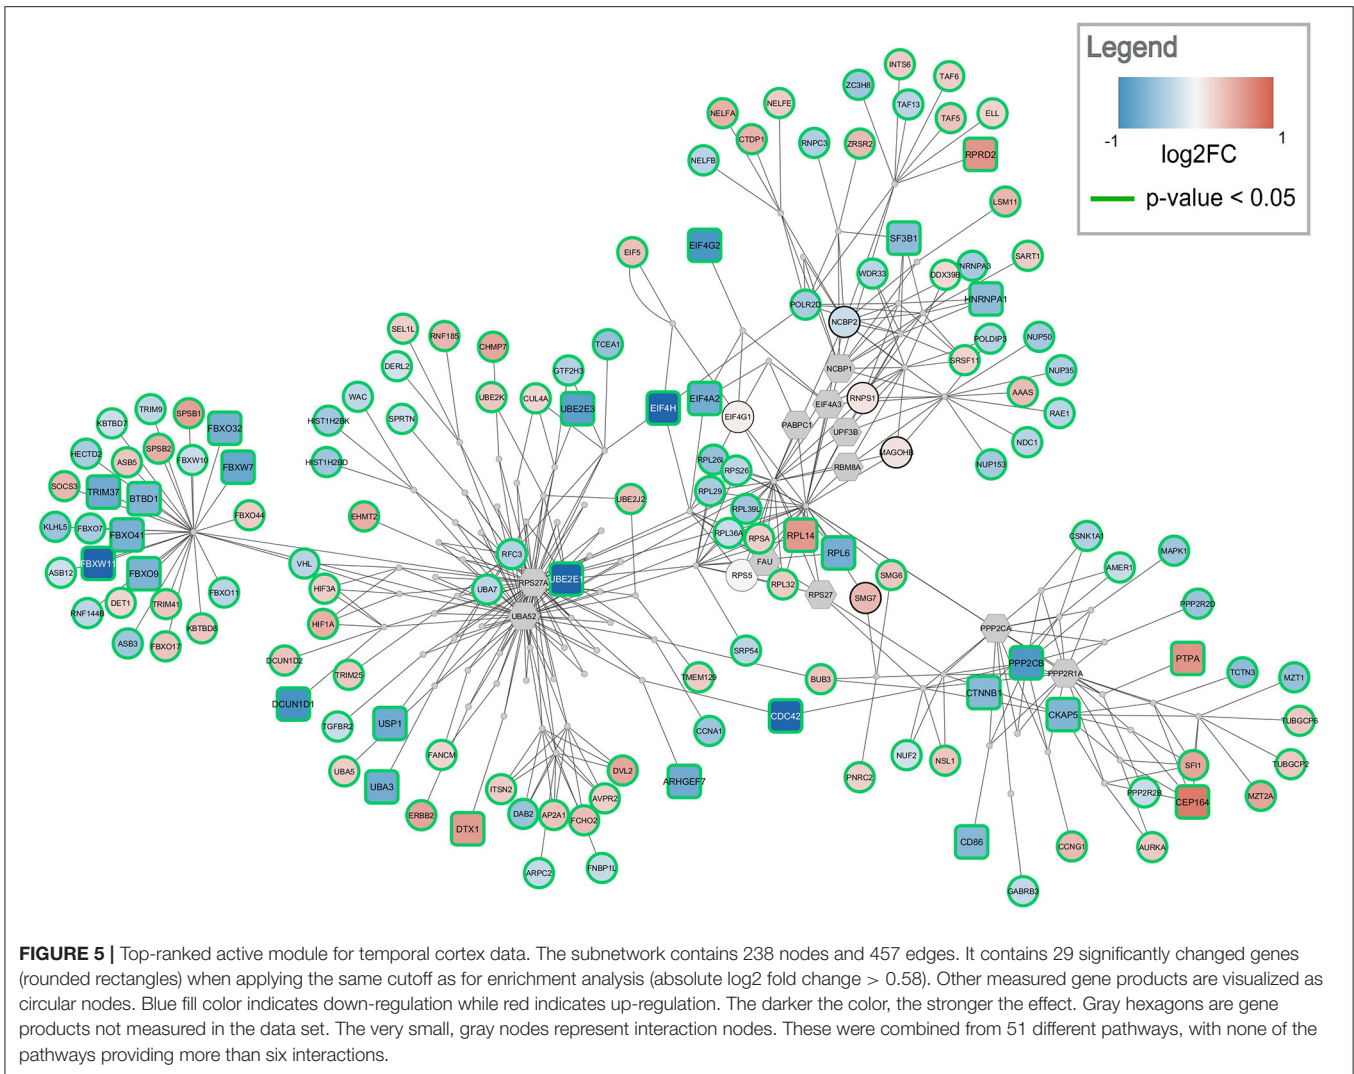 Legend
-1
1
log2FC
p-value < 0.05
INTS6
ZC3H8
TAF6
TAF13
NELFE
NELFA
TAF5
ELL
CTDP1
RNPC3
ZRSR2
NELFB
RPRD2
LSM11
EIF5
EIF4G2
SF3B1
SART1
WDR33
DDX39B
HNRNPA1
POLR2D
NCBP2
POLDIP3
NUP50
SRSF11
NCBP1
NUP35
AAAS
RAE1
NDC1
NUP153
EIF4A3
RNPS1
PABPC1
UPF3B
MAGOHB
RBM8A
EIF4H
EIF4A2
EIF4G1
SEL1L
RNF185
CHMP7
TCEA1
GTF2H3
DERL2
WAC
UBE2K
CUL4A
UBE2E3
SPRTN
HIST1H2BK
HIST1H2BD
TRIM9
SPSB1
KBTBD7
FBXO32
HECTD2
SPSB2
ASB5
FBXW10
FBXW7
SOCS3
TRIM37
BTBD1
FBXO44
KLHL5
FBXO7
FBXO41
FBXW11
ASB12
FBXO9
RNF144B
DET1
TRIM41
FBXO11
KBTBD8
ASB3
FBXO17
EHMT2
UBE2J2
VHL
HIF3A
HIF1A
RFC3
RPS27A
UBE2E1
UBA7
UBA52
DCUN1D2
TRIM25
DCUN1D1
TGFBR2
USP1
UBA5
UBA3
FANCM
ERBB2
DTX1
ITSN2
DAB2
AP2A1
FCHO2
AVPR2
DVL2
ARPC2
FNBP1L
RPS26
RPL29
RPL39L
RPL36A
RPSA
RPL14
RPL6
FAU
RPS5
RPL32
RPS27
SMG6
SMG7
SRP54
TMEM129
BUB3
CDC42
CCNA1
ARHGEF7
PNRC2
NUF2
NSL1
CSNK1A1
MAPK1
AMER1
PPP2R2D
PPP2CA
PPP2CB
PPP2R1A
PTPA
TCTN3
MZT1
CTNNB1
CKAP5
TUBGCP6
TUBGCP2
SFI1
PPP2R2B
CEP164
MZT2A
CD86
CCNG1
AURKA
GABRB3
FIGURE 5 | Top-ranked active module for temporal cortex data. The subnetwork contains 238 nodes and 457 edges. It contains 29 significantly changed genes
(rounded rectangles) when applying the same cutoff as for enrichment analysis (absolute log2 fold change > 0.58). Other measured gene products are visualized as
circular nodes. Blue fill color indicates down-regulation while red indicates up-regulation. The darker the color, the stronger the effect. Gray hexagons are gene
products not measured in the data set. The very small, gray nodes represent interaction nodes. These were combined from 51 different pathways, with none of the
pathways providing more than six interactions.